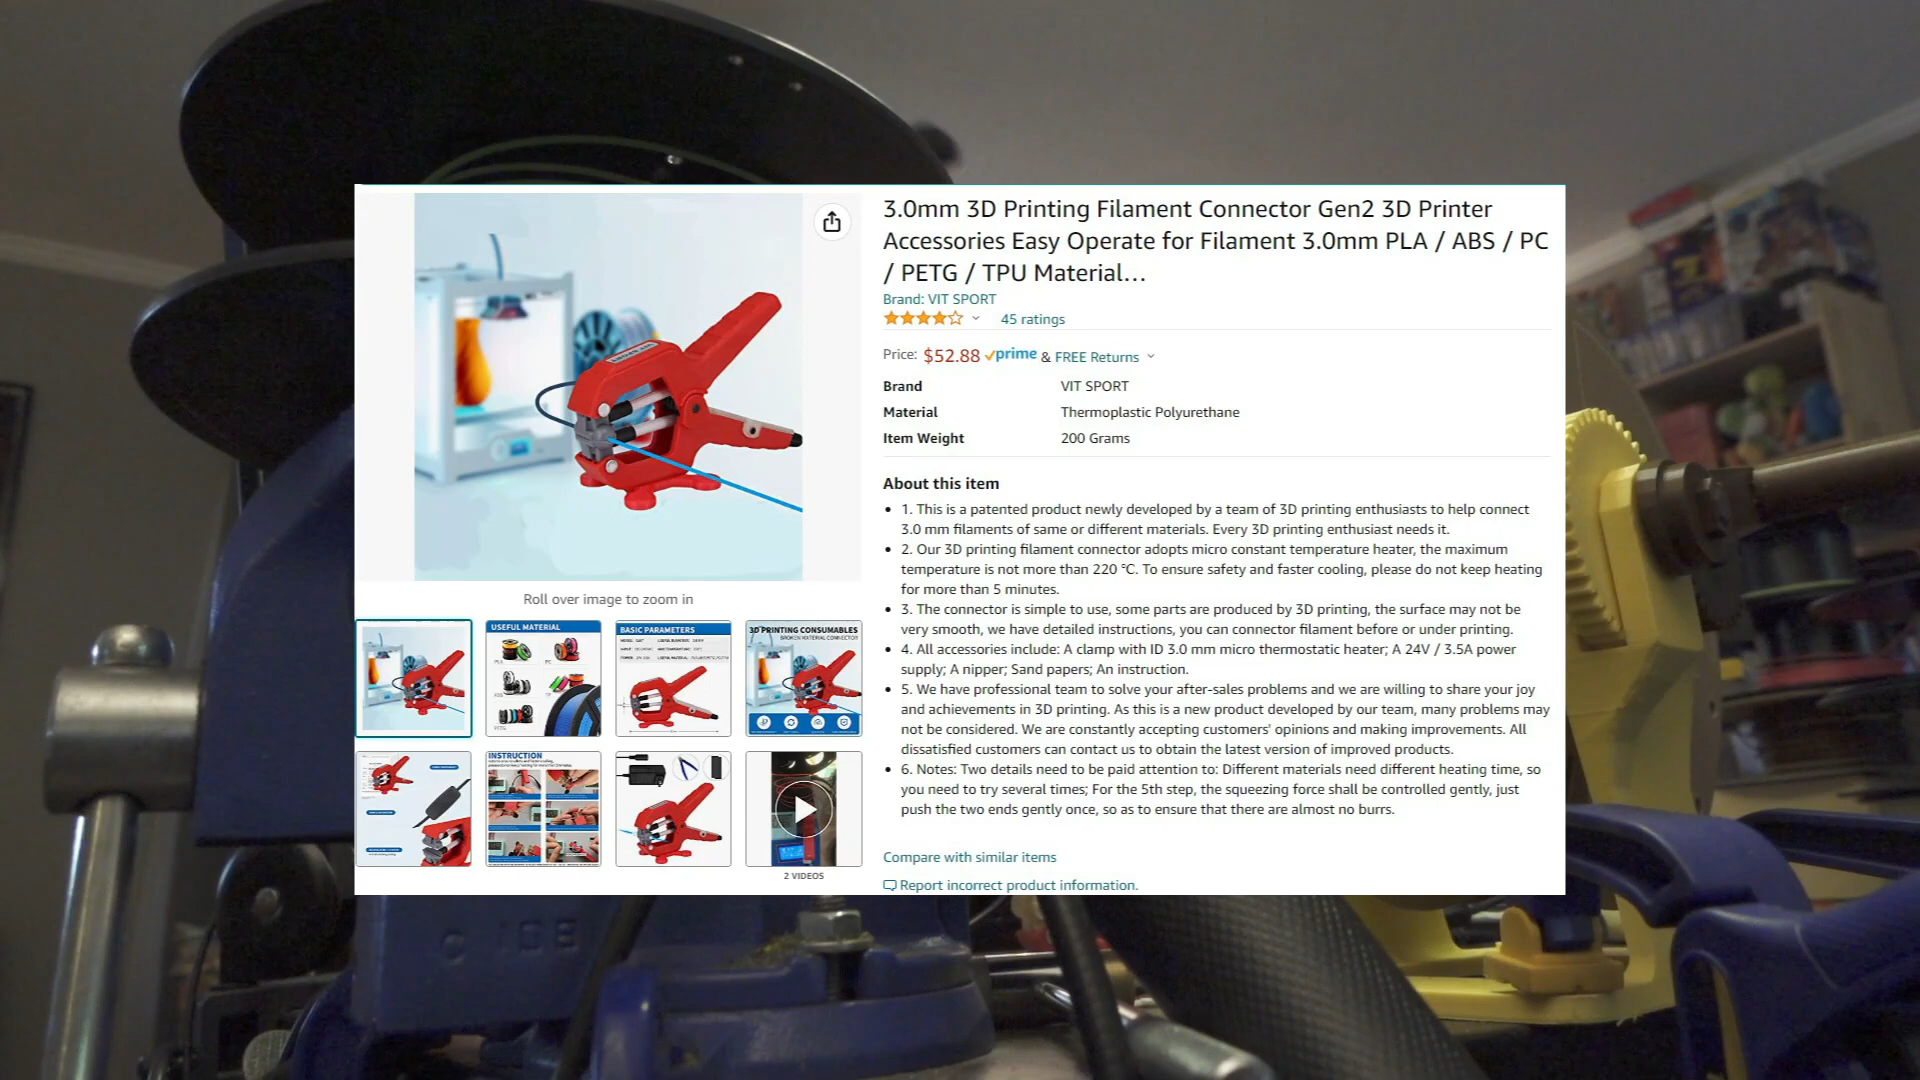 3.0mm 3D Printing Filament Connector Gen2 3D Printer
Accessories Easy Operate for Filament 3.0mm PLA / ABS / PC
/ PETG / TPU Material…
Brand: VIT SPORT
45 ratings
Price: $52.88 prime & FREE Returns
Brand VIT SPORT
Material Thermoplastic Polyurethane
Item Weight 200 Grams
About this item
• 1. This is a patented product newly developed by a team of 3D printing enthusiasts to help connect
3.0 mm filaments of same or different materials. Every 3D printing enthusiast needs it.
• 2. Our 3D printing filament connector adopts micro constant temperature heater, the maximum
temperature is not more than 220 ℃. To ensure safety and faster cooling, please do not keep heating
for more than 5 minutes.
• 3. The connector is simple to use, some parts are produced by 3D printing, the surface may not be
very smooth, we have detailed instructions, you can connector filament before or under printing.
• 4. All accessories include: A clamp with ID 3.0 mm micro thermostatic heater; A 24V / 3.5A power
supply; A nipper; Sand papers; An instruction.
• 5. We have professional team to solve your after-sales problems and we are willing to share your joy
and achievements in 3D printing. As this is a new product developed by our team, many problems may
not be considered. We are constantly accepting customers' opinions and making improvements. All
dissatisfied customers can contact us to obtain the latest version of improved products.
• 6. Notes: Two details need to be paid attention to: Different materials need different heating time, so
you need to try several times; For the 5th step, the squeezing force shall be controlled gently, just
push the two ends gently once, so as to ensure that there are almost no burrs.
Compare with similar items
Report incorrect product information.
Roll over image to zoom in
USEFUL MATERIAL
BASIC PARAMETERS
3D PRINTING CONSUMABLES
BROKEN MATERIAL CONNECTOR
INSTRUCTION
2 VIDEOS